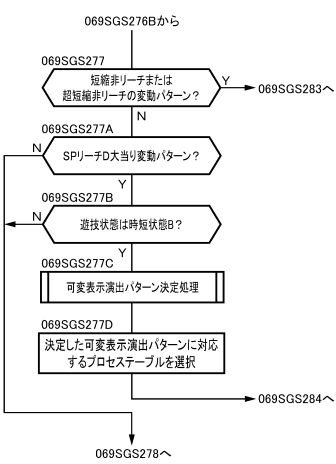 069SGS276Bから
069SGS277
短縮非リーチまたは
超短縮非リーチの変動パターン？
Y
069SGS283へ
N
069SGS277A
N
SPリーチD大当り変動パターン？
Y
069SGS277B
N
遊技状態は時短状態B？
Y
069SGS277C
可変表示演出パターン決定処理
069SGS277D
決定した可変表示演出パターンに対応
するプロセステーブルを選択
069SGS284へ
069SGS278へ